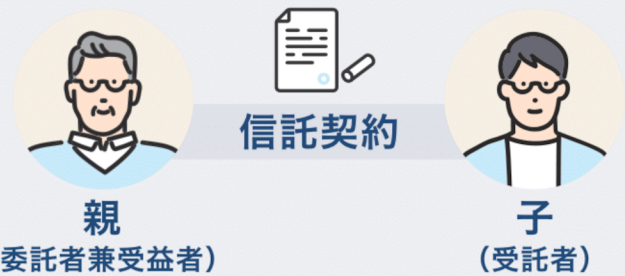 信託契約
親
委託者兼受益者）
子
（受託者）